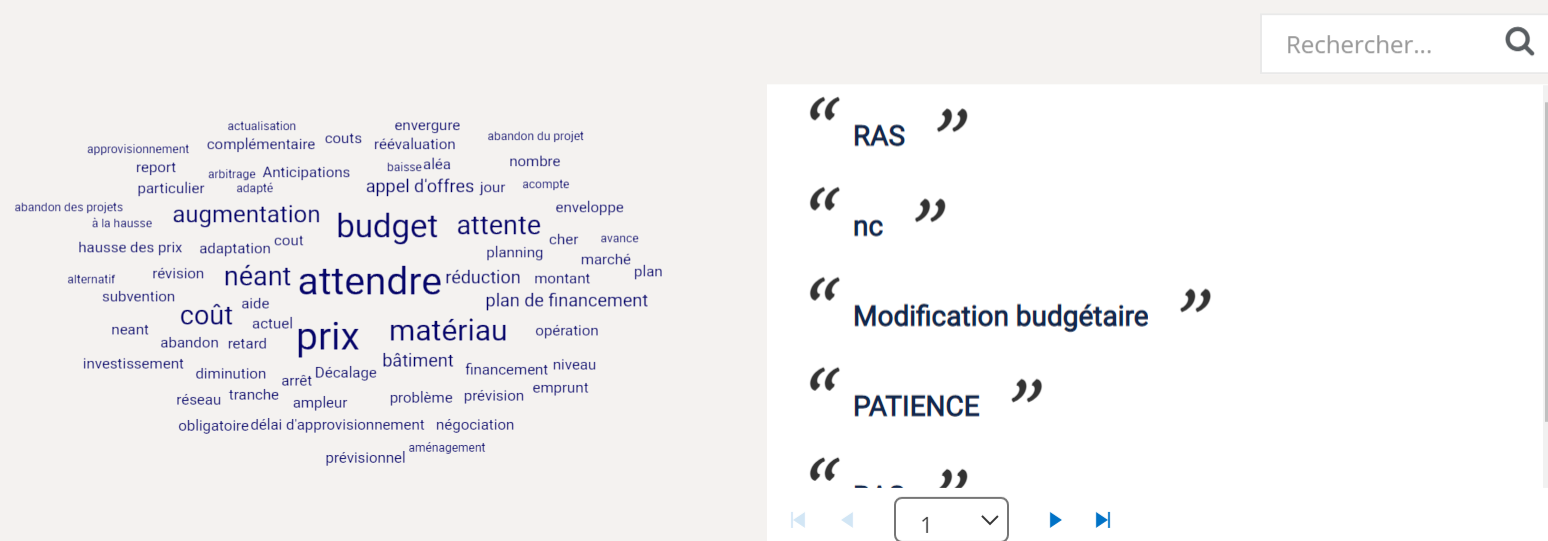 Rechercher...
actualisation
envergure
complémentaire
couts
réévaluation
abandon du projet
approvisionnement
report
arbitrage
Anticipations
baisse
aléa
nombre
particulier
adapté
appel d'offres
jour
acompte
abandon des projets
à la hausse
augmentation
budget
attente
enveloppe
hausse des prix
adaptation
cout
planning
cher
avance
marché
alternatif
révision
néant
attendre
réduction
montant
plan
subvention
aide
plan de financement
coût
actuel
prix
matériau
opération
neant
abandon
retard
investissement
diminution
arrêt
Décalage
bâtiment
financement
niveau
réseau
tranche
ampleur
problème
prévision
emprunt
obligatoire
délai d'approvisionnement
négociation
aménagement
prévisionnel
“ RAS ”
“ nc ”
“ Modification budgétaire ”
“ PATIENCE ”
“ RAS ”
1